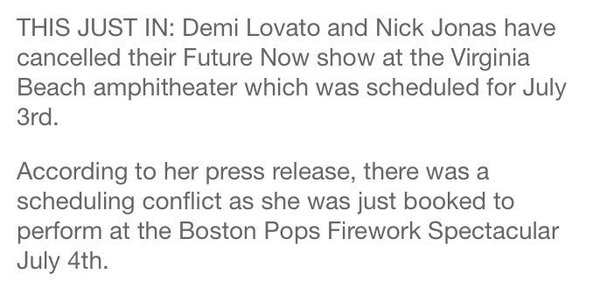 THIS JUST IN: Demi Lovato and Nick Jonas have
cancelled their Future Now show at the Virginia
Beach amphitheater which was scheduled for July
3rd.
According to her press release, there was a
scheduling conflict as she was just booked to
perform at the Boston Pops Firework Spectacular
July 4th.